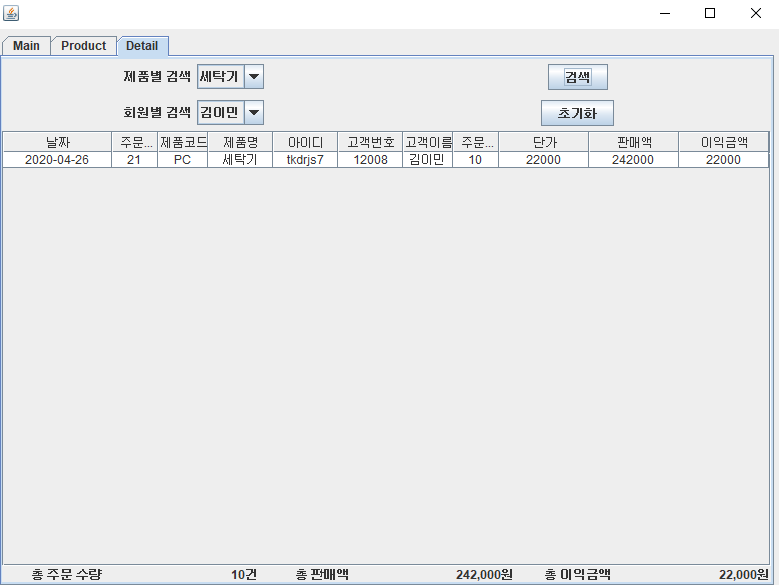 Main Product Detail
제품별 검색 세탁기 검색
회원별 검색 김이민 초기화
날짜 주문... 제품코드 제품명 아이디 고객번호 고객이름 주문... 단가 판매액 이익금액
2020-04-26 21 PC 세탁기 tkdrjs7 12008 김이민 10 22000 242000 22000
총 주문 수량 10건 총 판매액 242,000원 총 이익금액 22,000원